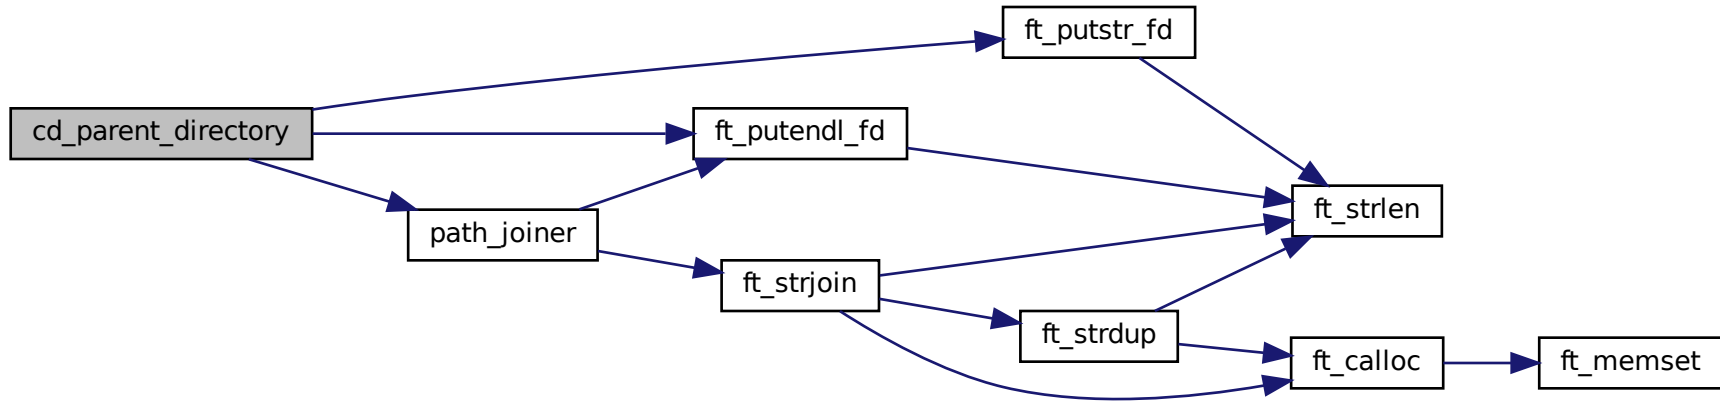 cd_parent_directory
ft_putstr_fd
ft_putendl_fd
path_joiner
ft_strjoin
ft_strlen
ft_strdup
ft_calloc
ft_memset